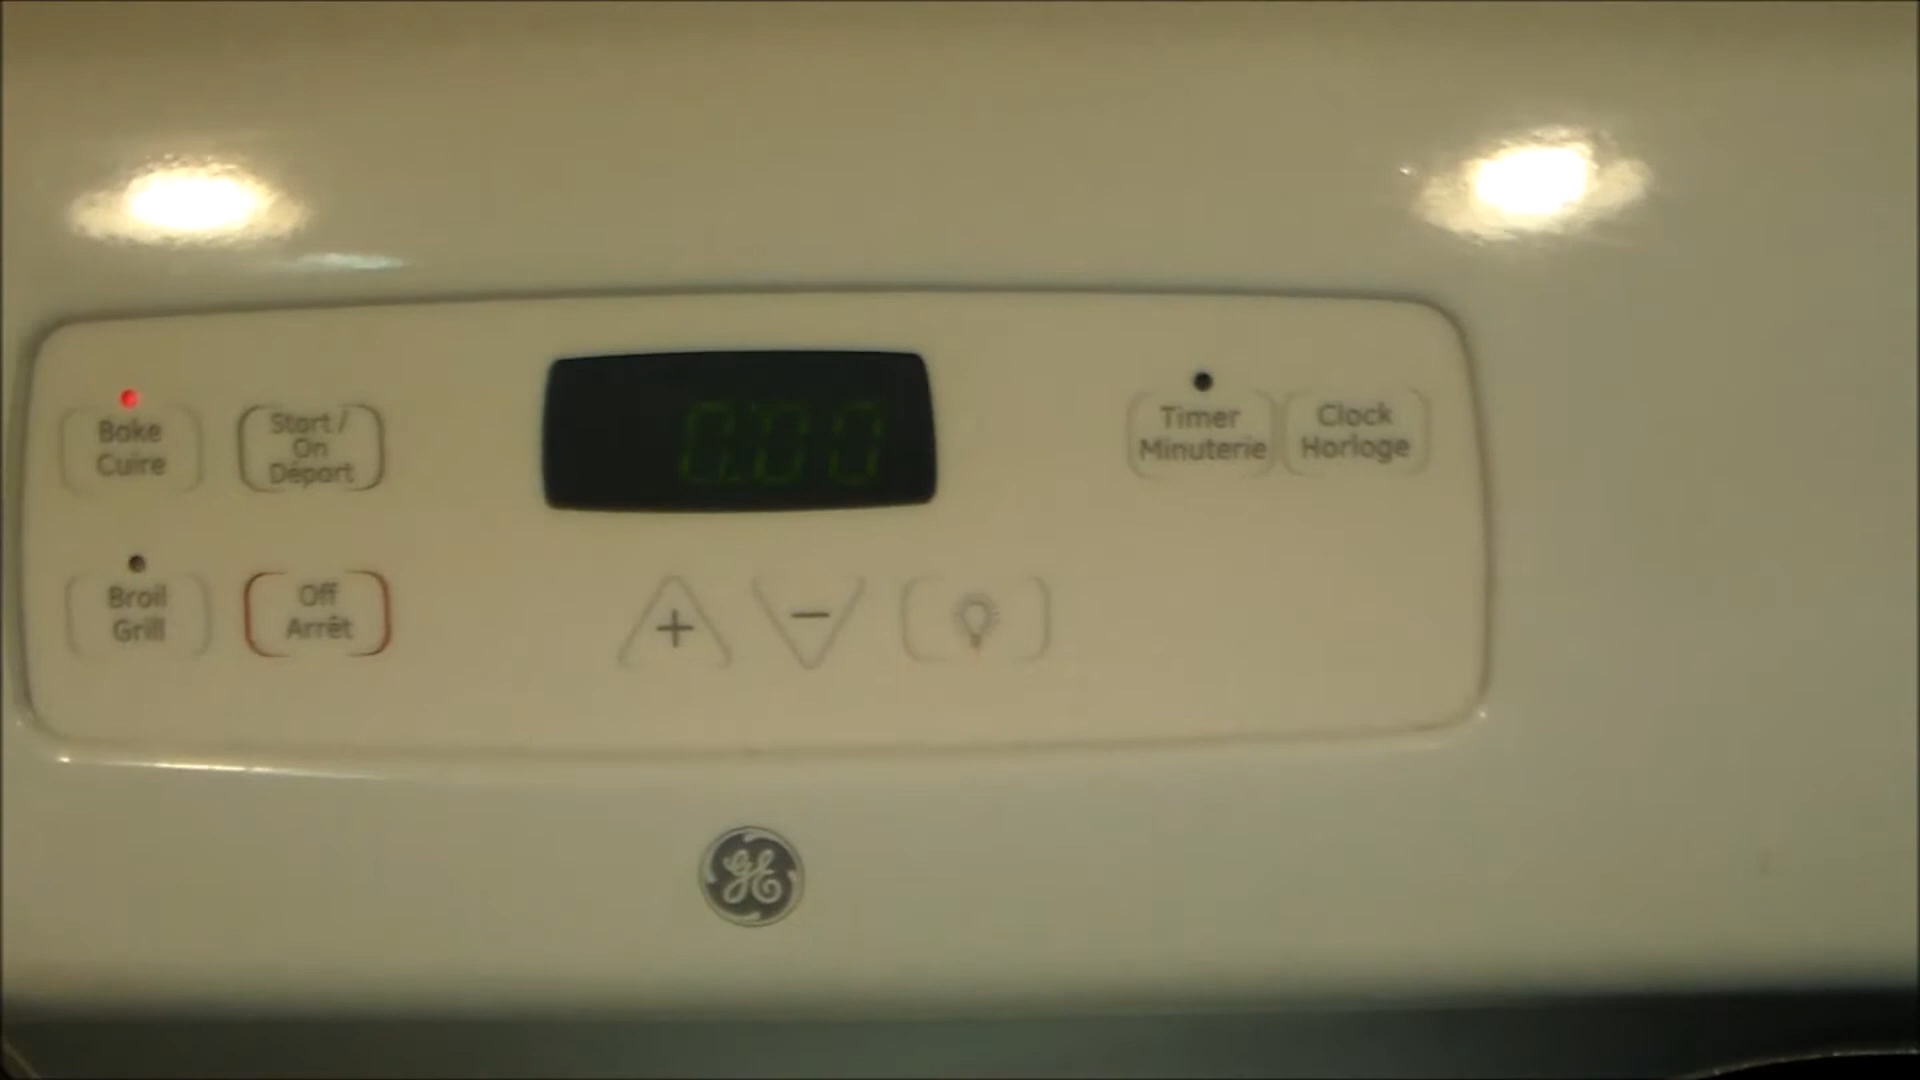 Bake
Cuire
Start /
On
Départ
0:00
Timer
Minuterie
Clock
Horloge
Broil
Grill
Off
Arrêt
+
−
GE